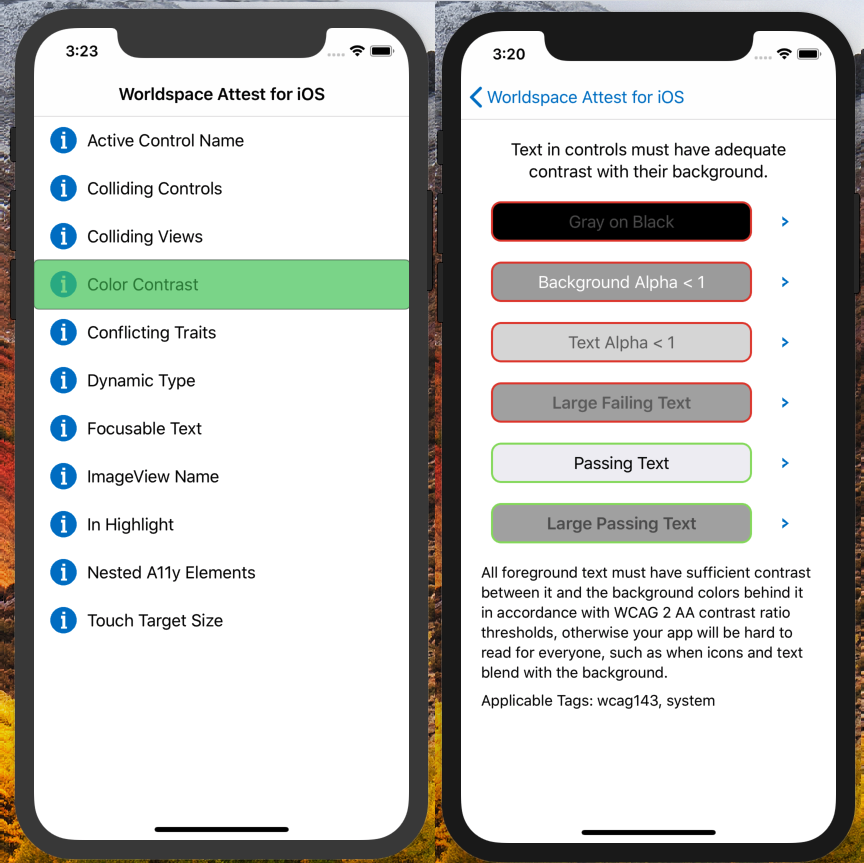 3:23
Worldspace Attest for iOS
Active Control Name
Colliding Controls
Colliding Views
Color Contrast
Conflicting Traits
Dynamic Type
Focusable Text
ImageView Name
In Highlight
Nested A11y Elements
Touch Target Size
3:20
Worldspace Attest for iOS
Text in controls must have adequate
contrast with their background.
Gray on Black
Background Alpha < 1
Text Alpha < 1
Large Failing Text
Passing Text
Large Passing Text
All foreground text must have sufficient contrast
between it and the background colors behind it
in accordance with WCAG 2 AA contrast ratio
thresholds, otherwise your app will be hard to
read for everyone, such as when icons and text
blend with the background.
Applicable Tags: wcag143, system